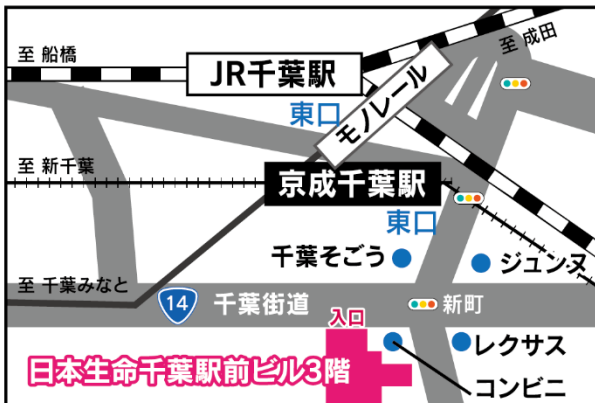 至 船橋
至 成田
JR千葉駅
モノレール
東口
至 新千葉
京成千葉駅
東口
千葉そごう
ジュンヌ
至 千葉みなと
14
千葉街道
新町
入口
レクサス
日本生命千葉駅前ビル3階
コンビニ